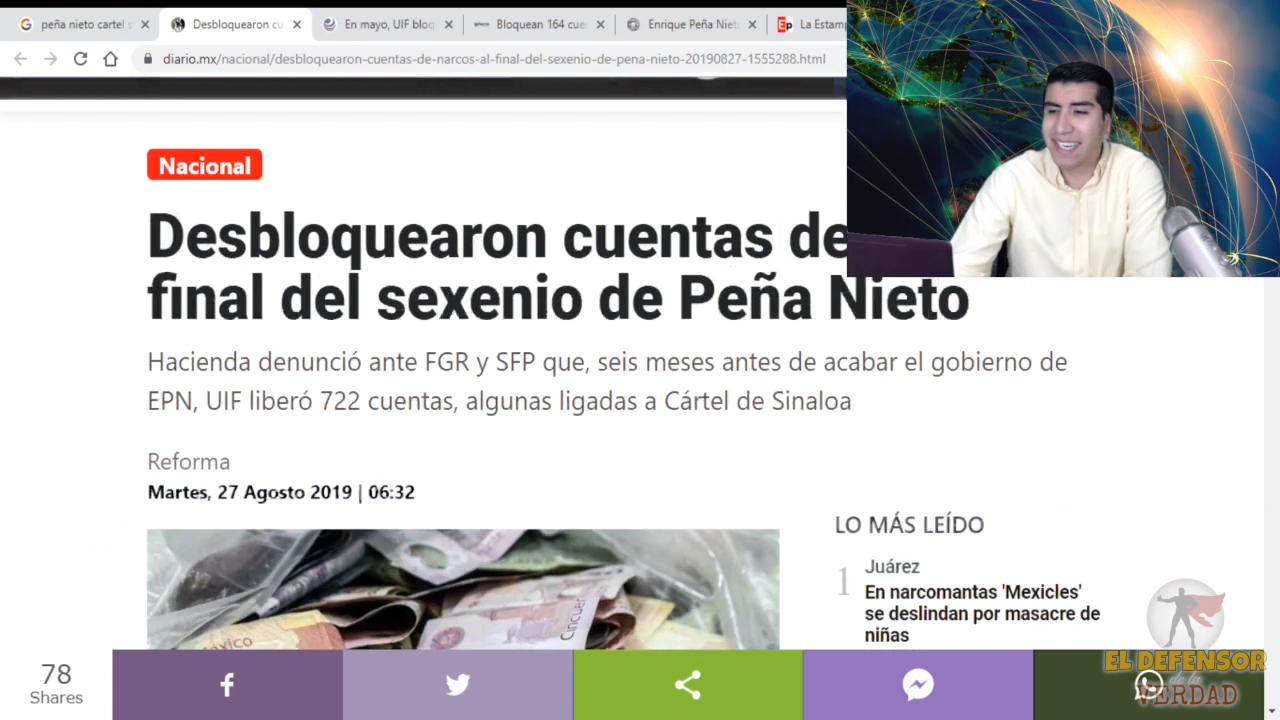 peña nieto cartel s
Desbloquearon cu
En mayo, UIF bloq
Bloquean 164 cue
Enrique Peña Niet
Ep
La Estamp
diario.mx/nacional/desbloquearon-cuentas-de-narcos-al-final-del-sexenio-de-pena-nieto-20190827-1555288.html
Nacional
Desbloquearon cuentas de
final del sexenio de Peña Nieto
Hacienda denunció ante FGR y SFP que, seis meses antes de acabar el gobierno de
EPN, UIF liberó 722 cuentas, algunas ligadas a Cártel de Sinaloa
Reforma
Martes, 27 Agosto 2019 | 06:32
México
Cincuen
LO MÁS LEÍDO
1
Juárez
En narcomantas 'Mexicles'
se deslindan por masacre de
niñas
78
Shares
EL DEFENSOR
de la
VERDAD